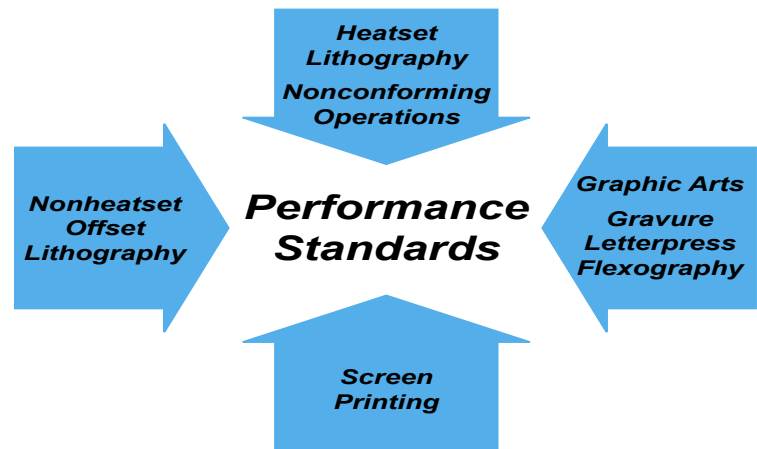 Heatset
Lithography
Nonconforming
Operations
Nonheatset
Offset
Lithography
Performance
Standards
Graphic Arts
Gravure
Letterpress
Flexography
Screen
Printing